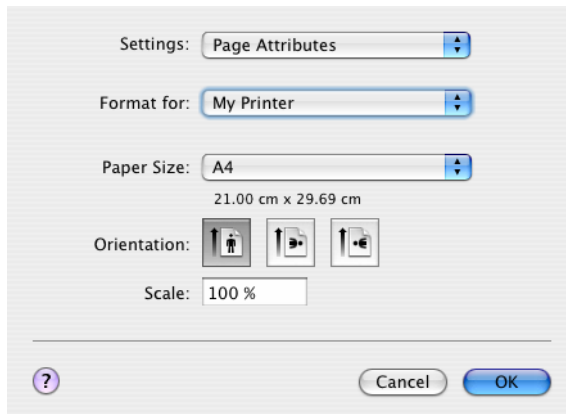 Settings: Page Attributes
Format for: My Printer
Paper Size: A4
21.00 cm x 29.69 cm
Orientation:
Scale: 100 %
? Cancel OK